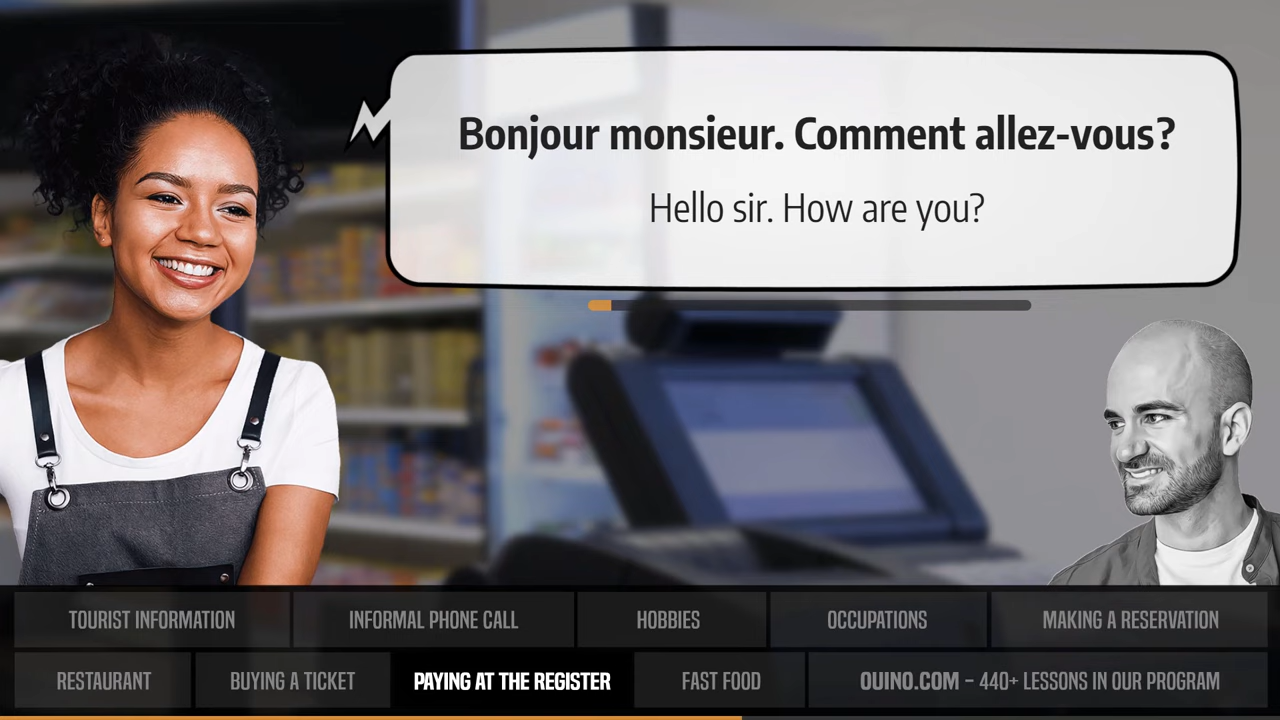 Bonjour monsieur. Comment allez-vous?
Hello sir. How are you?
TOURIST INFORMATION
INFORMAL PHONE CALL
HOBBIES
OCCUPATIONS
MAKING A RESERVATION
RESTAURANT
BUYING A TICKET
PAYING AT THE REGISTER
FAST FOOD
OUINO.COM – 440+ LESSONS IN OUR PROGRAM